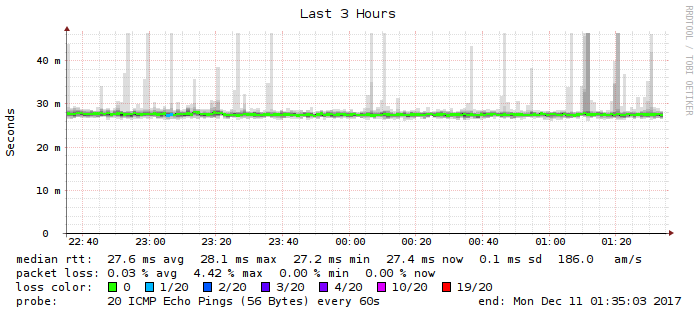 Last 3 Hours
RRDTOOL / TOBI OETIKER
Seconds
40 m
30 m
20 m
10 m
0
22:40 23:00 23:20 23:40 00:00 00:20 00:40 01:00 01:20
median rtt: 27.6 ms avg 28.1 ms max 27.2 ms min 27.4 ms now 0.1 ms sd 186.0 am/s
packet loss: 0.03 % avg 4.42 % max 0.00 % min 0.00 % now
loss color: 0 1/20 2/20 3/20 4/20 10/20 19/20
probe: 20 ICMP Echo Pings (56 Bytes) every 60s end: Mon Dec 11 01:35:03 2017